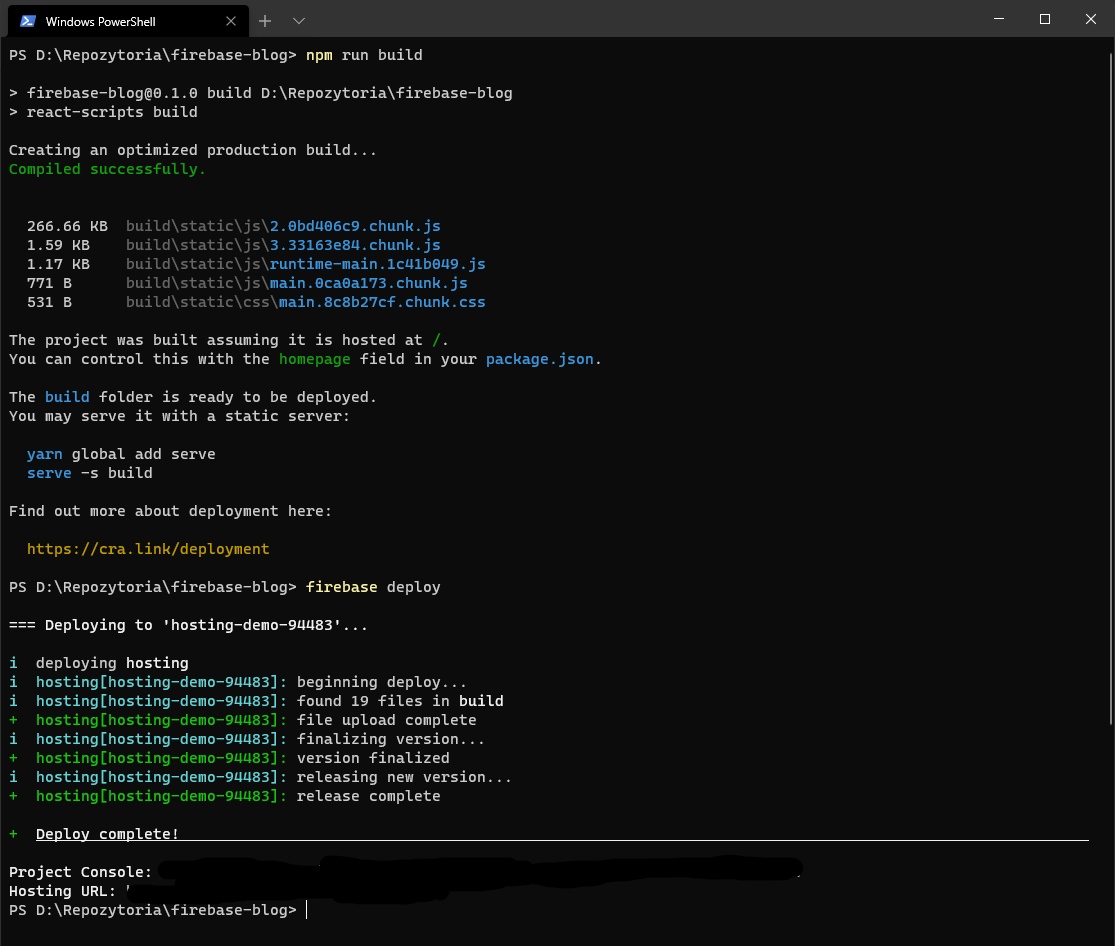 Windows PowerShell
PS D:\Repozytoria\firebase-blog> npm run build
> firebase-blog@0.1.0 build D:\Repozytoria\firebase-blog
> react-scripts build
Creating an optimized production build...
Compiled successfully.
266.66 KB  build\static\js\2.0bd406c9.chunk.js
1.59 KB    build\static\js\3.33163e84.chunk.js
1.17 KB    build\static\js\runtime-main.1c41b049.js
771 B      build\static\js\main.0ca0a173.chunk.js
531 B      build\static\css\main.8c8b27cf.chunk.css
The project was built assuming it is hosted at /.
You can control this with the homepage field in your package.json.
The build folder is ready to be deployed.
You may serve it with a static server:
yarn global add serve
serve -s build
Find out more about deployment here:
https://cra.link/deployment
PS D:\Repozytoria\firebase-blog> firebase deploy
=== Deploying to 'hosting-demo-94483'...
i  deploying hosting
i  hosting[hosting-demo-94483]: beginning deploy...
i  hosting[hosting-demo-94483]: found 19 files in build
+  hosting[hosting-demo-94483]: file upload complete
i  hosting[hosting-demo-94483]: finalizing version...
+  hosting[hosting-demo-94483]: version finalized
i  hosting[hosting-demo-94483]: releasing new version...
+  hosting[hosting-demo-94483]: release complete
+  Deploy complete!
Project Console:
Hosting URL:
PS D:\Repozytoria\firebase-blog>